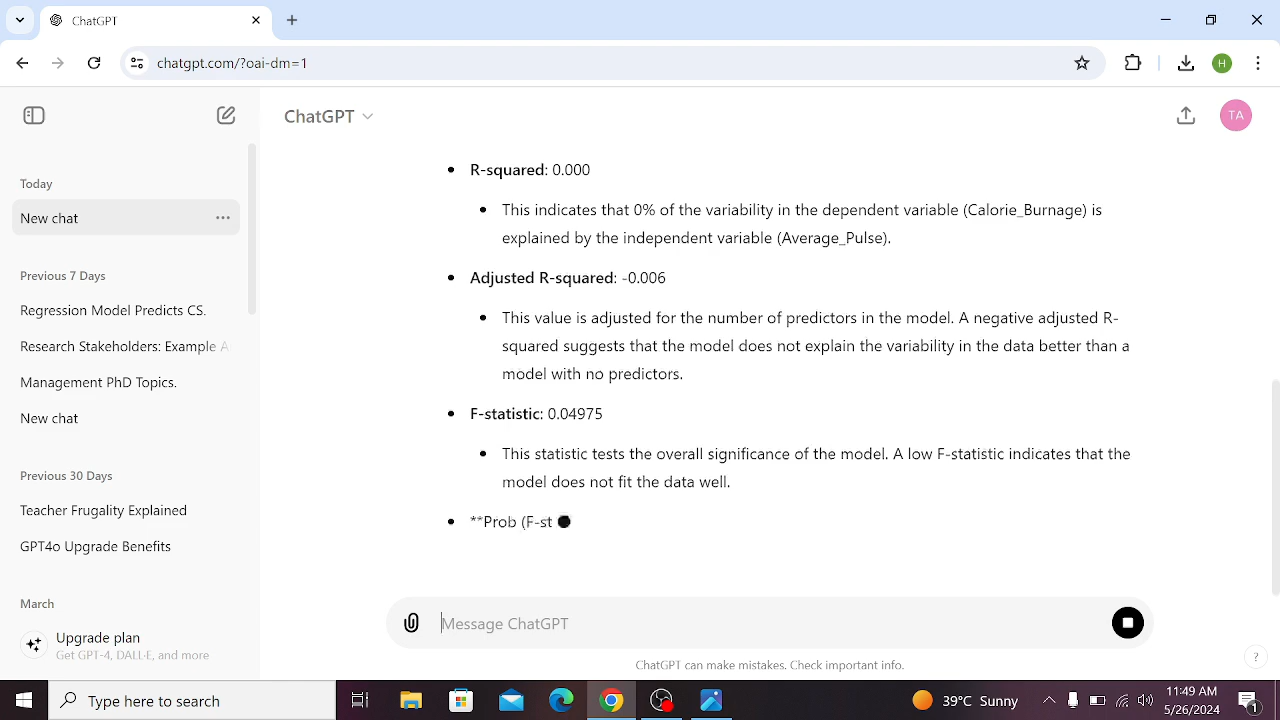 ChatGPT
chatgpt.com/?oai-dm=1
H
ChatGPT
TA
Today
New chat
Previous 7 Days
Regression Model Predicts CS.
Research Stakeholders: Example A
Management PhD Topics.
New chat
Previous 30 Days
Teacher Frugality Explained
GPT4o Upgrade Benefits
March
Upgrade plan
Get GPT-4, DALL·E, and more
R-squared: 0.000
This indicates that 0% of the variability in the dependent variable (Calorie_Burnage) is
explained by the independent variable (Average_Pulse).
Adjusted R-squared: -0.006
This value is adjusted for the number of predictors in the model. A negative adjusted R-
squared suggests that the model does not explain the variability in the data better than a
model with no predictors.
F-statistic: 0.04975
This statistic tests the overall significance of the model. A low F-statistic indicates that the
model does not fit the data well.
**Prob (F-st
Message ChatGPT
ChatGPT can make mistakes. Check important info.
?
Type here to search
39°C Sunny
11:49 AM
5/26/2024
1